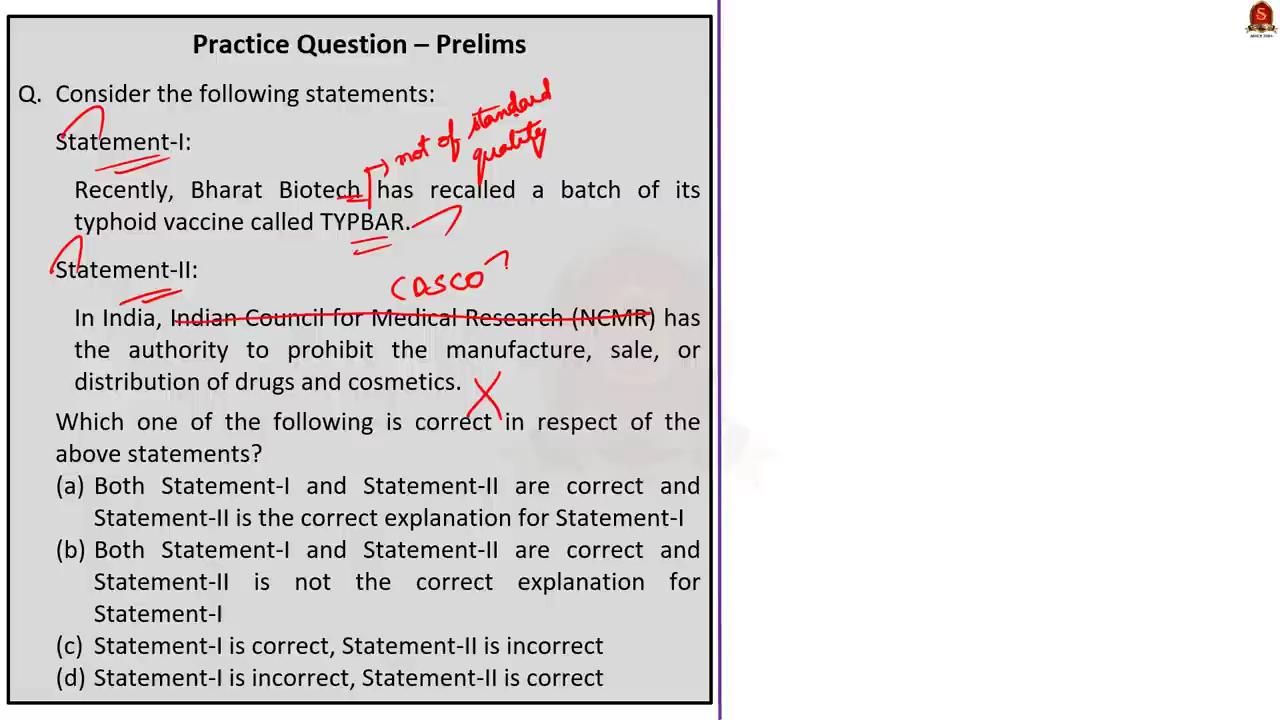 Practice Question – Prelims
Q. Consider the following statements:
Statement-I:
not of standard
quality
Recently, Bharat Biotech has recalled a batch of its
typhoid vaccine called TYPBAR.
Statement-II:
CDSCO
In India, Indian Council for Medical Research (NCMR) has
the authority to prohibit the manufacture, sale, or
distribution of drugs and cosmetics.
Which one of the following is correct in respect of the
above statements?
(a) Both Statement-I and Statement-II are correct and
Statement-II is the correct explanation for Statement-I
(b) Both Statement-I and Statement-II are correct and
Statement-II is not the correct explanation for
Statement-I
(c) Statement-I is correct, Statement-II is incorrect
(d) Statement-I is incorrect, Statement-II is correct